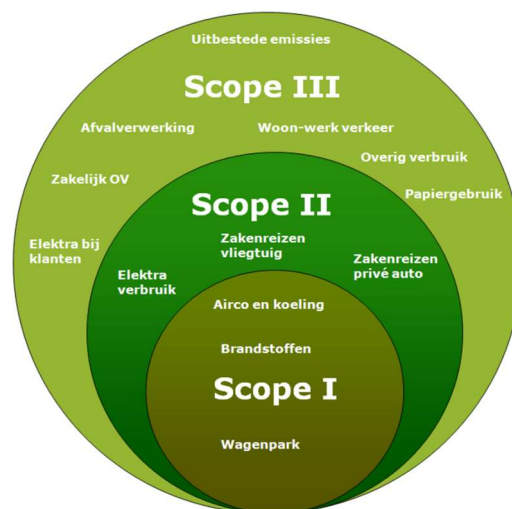 Uitbestede emissies
Scope III
Afvalverwerking
Woon-werk verkeer
Overig verbruik
Zakelijk OV
Papiergebruik
Scope II
Elektra bij
klanten
Zakenreizen
vliegtuig
Zakenreizen
privé auto
Elektra
verbruik
Airco en koeling
Brandstoffen
Scope I
Wagenpark